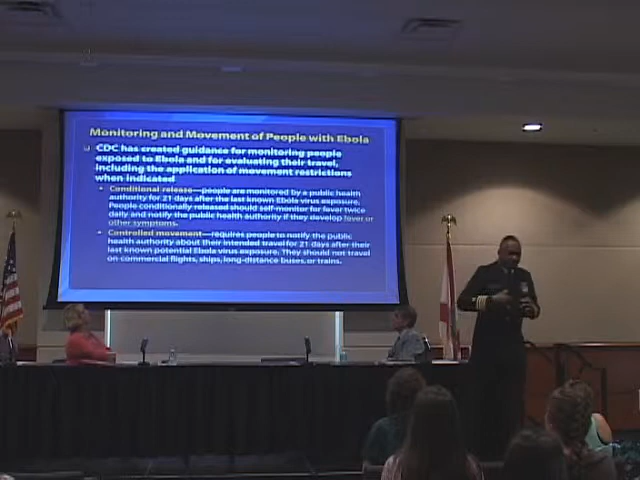 Monitoring and Movement of People with Ebola
CDC has created guidance for monitoring people
exposed to Ebola and for evaluating their travel,
including the application of movement restrictions
when indicated
Conditional release—people are monitored by a public health
authority for 21 days after the last known Ebola virus exposure.
People conditionally released should self-monitor for fever twice
daily and notify the public health authority if they develop fever or
other symptoms.
Controlled movement—requires people to notify the public
health authority about their intended travel for 21 days after their
last known potential Ebola virus exposure. They should not travel
on commercial flights, ships, long-distance buses, or trains.